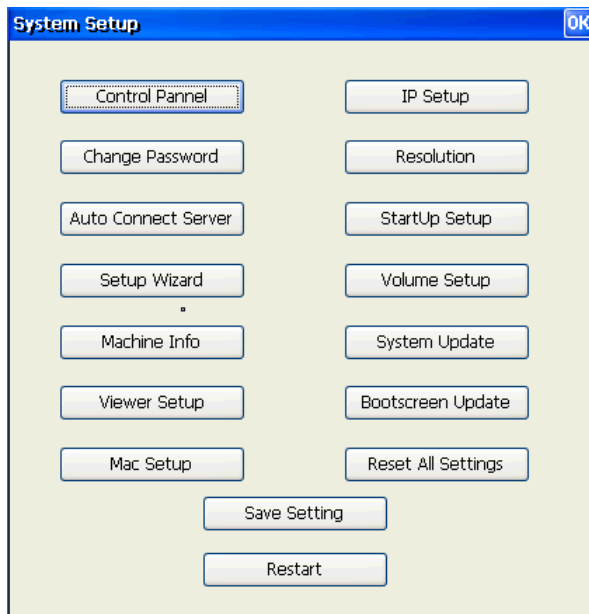 System Setup OK
Control Pannel IP Setup
Change Password Resolution
Auto Connect Server StartUp Setup
Setup Wizard Volume Setup
Machine Info System Update
Viewer Setup Bootscreen Update
Mac Setup Reset All Settings
Save Setting
Restart